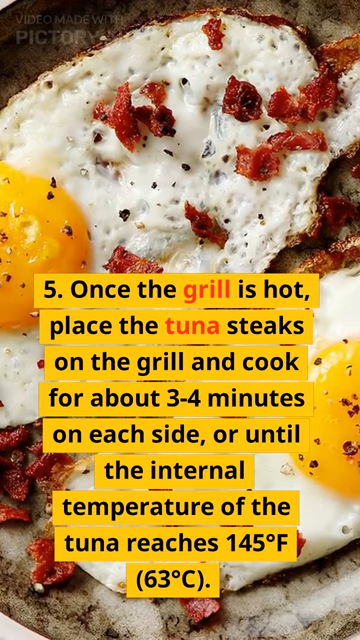 VIDEO MADE WITH
PICTORY
5. Once the grill is hot,
place the tuna steaks
on the grill and cook
for about 3-4 minutes
on each side, or until
the internal
temperature of the
tuna reaches 145°F
(63°C).